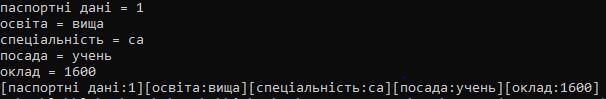 паспортні дані = 1
освіта = вища
спеціальність = са
посада = учень
оклад = 1600
[паспортні дані:1][освіта:вища][спеціальність:са][посада:учень][оклад:1600]